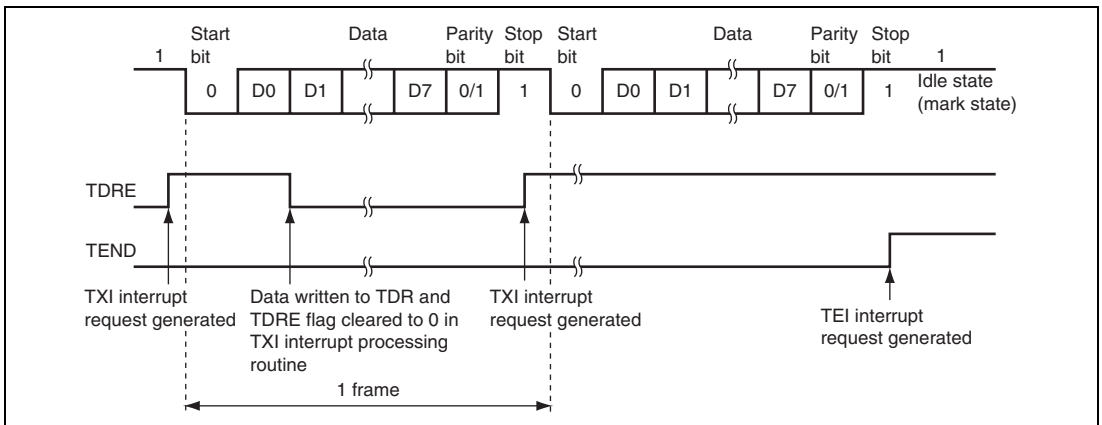 Start bit Data Parity bit Stop bit Start bit Data Parity bit Stop bit
1 1
0 D0 D1 D7 0/1 1 0 D0 D1 D7 0/1 1 Idle state (mark state)
TDRE
TEND
TXI interrupt
request generated
Data written to TDR and
TDRE flag cleared to 0 in
TXI interrupt processing
routine
TXI interrupt
request generated
TEI interrupt
request generated
1 frame